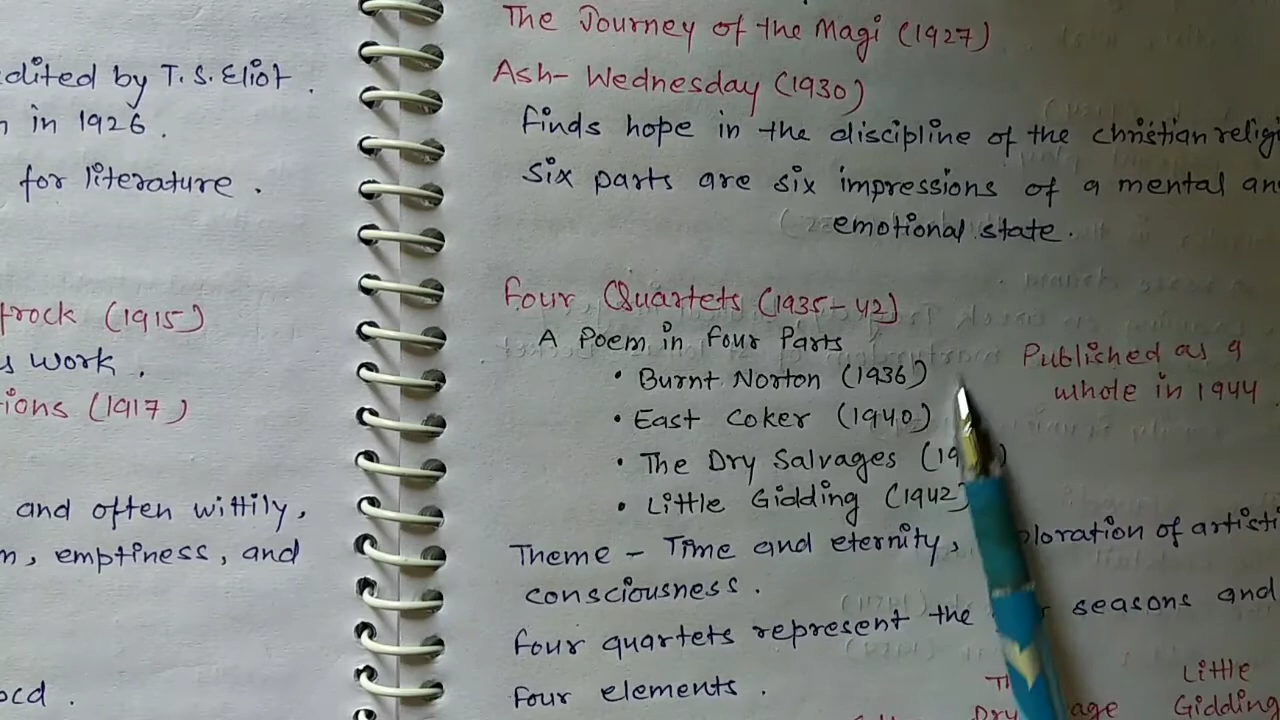 edited by T. S. Eliot.
in 1926.
for literature.
frock (1915)
work.
(1917)
and often wittily,
emptiness, and
The Journey of the Magi (1927)
Ash-Wednesday (1930)
finds hope in the discipline of the christian
Six parts are six impressions of a mental
emotional state.
Four Quartets (1935-42)
A Poem in four Parts
• Burnt Norton (1936)
Published as a
whole in 1944
• East Coker (1940)
• The Dry Salvages
• Little Gidding (1942)
Theme - Time and eternity, of
consciousness.
four quartets represent the seasons and
four elements.
Little
Dry Gidding